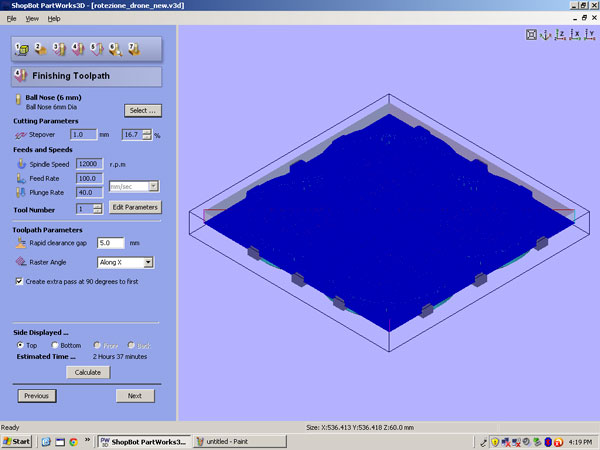 ShopBot PartWorks3D - [rotezione_drone_new.v3d]
File View Help
1 2 3 4 5 6 7
Z X Y
4 Finishing Toolpath
Ball Nose (6 mm)
Ball Nose 6mm Dia
Select ...
Cutting Parameters
Stepover 1.0 mm 16.7 %
Feeds and Speeds
Spindle Speed 12000 r.p.m
Feed Rate 100.0
mm/sec
Plunge Rate 40.0
Tool Number 1 Edit Parameters
Toolpath Parameters
Rapid clearance gap 5.0 mm
Raster Angle Along X
Create extra pass at 90 degrees to first
Side Displayed ...
Top Bottom Front Back
Estimated Time ... 2 Hours 37 minutes
Calculate
Previous Next
Ready Size: X:536.413 Y:536.418 Z:60.0 mm
Start » PW 3D ShopBot PartWorks3... untitled - Paint 4:19 PM